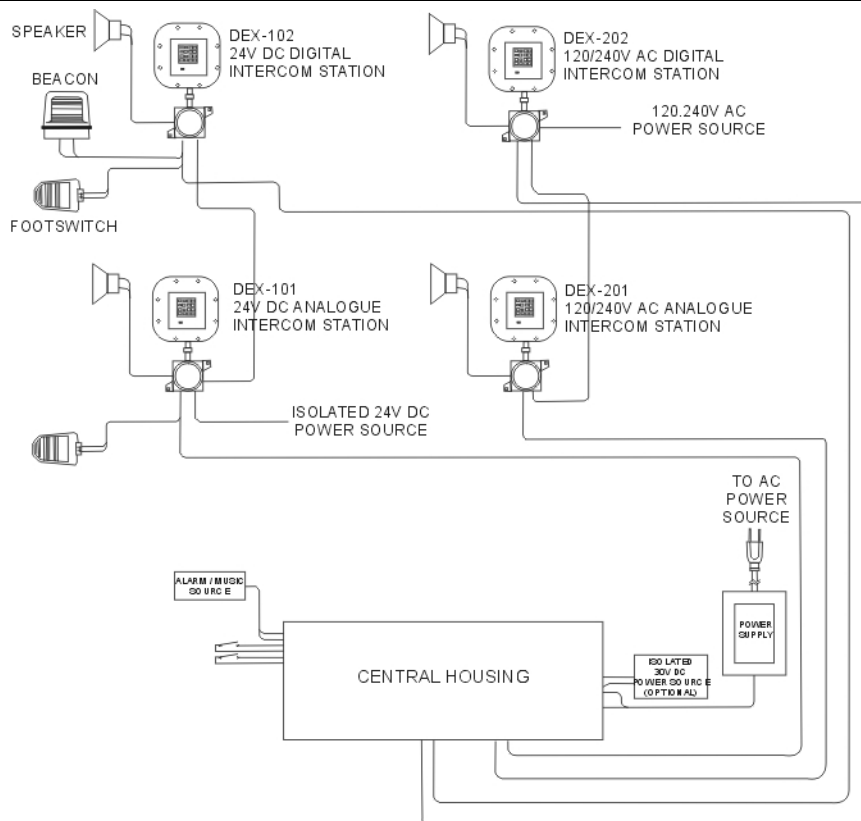 SPEAKER
DEX-102
24V DC DIGITAL
INTERCOM STATION
BEACON
FOOTSWITCH
DEX-202
120/240V AC DIGITAL
INTERCOM STATION
120.240V AC
POWER SOURCE
DEX-101
24V DC ANALOGUE
INTERCOM STATION
DEX-201
120/240V AC ANALOGUE
INTERCOM STATION
ISOLATED 24V DC
POWER SOURCE
TO AC
POWER
SOURCE
ALARM / MUSIC
SOURCE
POWER
SUPPLY
CENTRAL HOUSING
ISOLATED
30V DC
POWER SOURCE
(OPTIONAL)